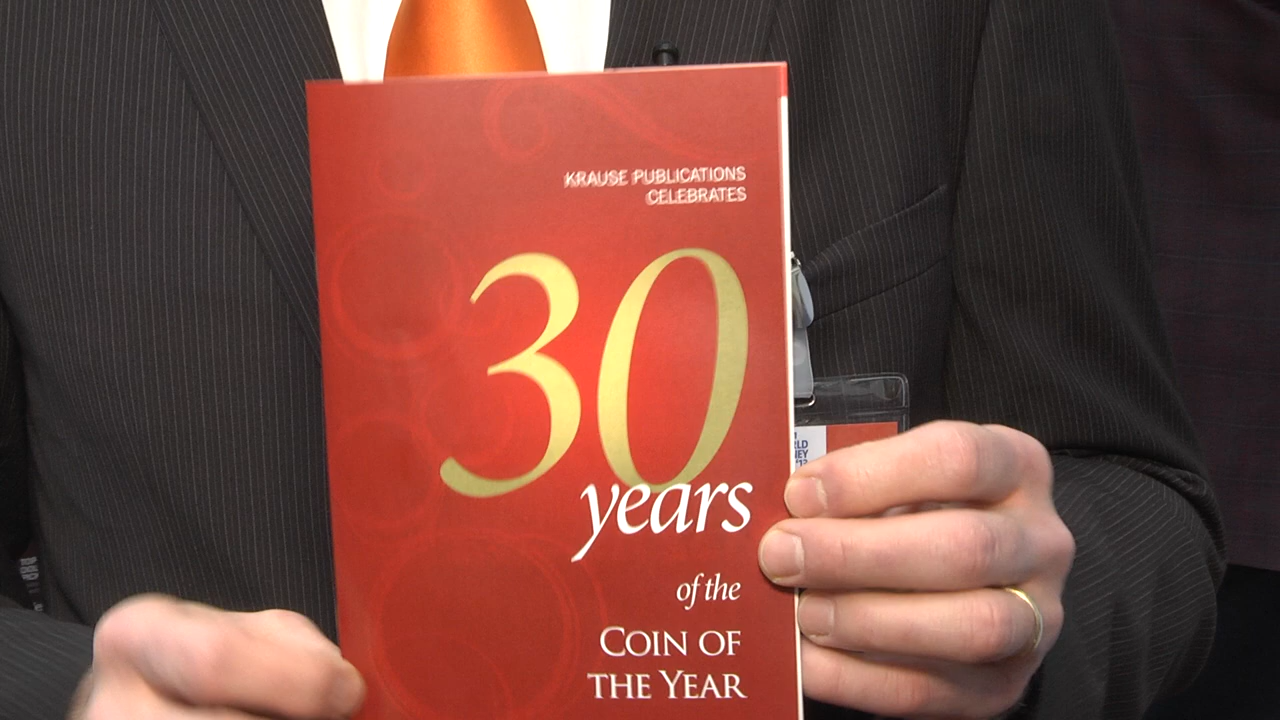 KRAUSE PUBLICATIONS
CELEBRATES
30
years
of the
COIN OF
THE YEAR